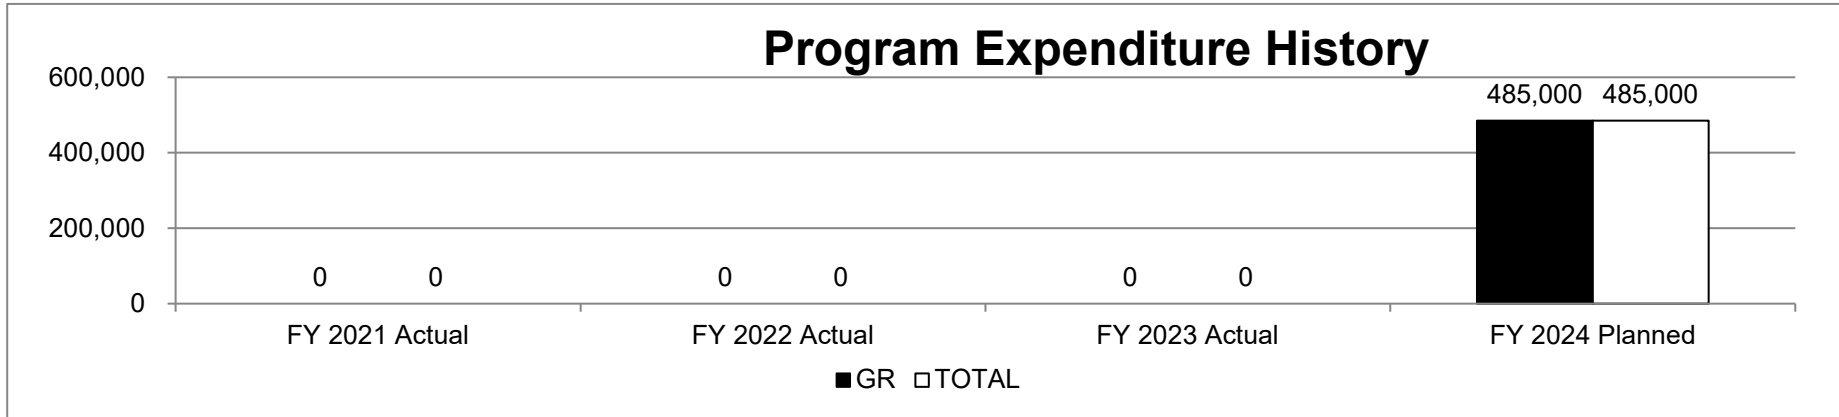 Program Expenditure History
600,000
485,000 485,000
400,000
200,000
0 0 0 0 0 0
0
FY 2021 Actual FY 2022 Actual FY 2023 Actual FY 2024 Planned
GR TOTAL